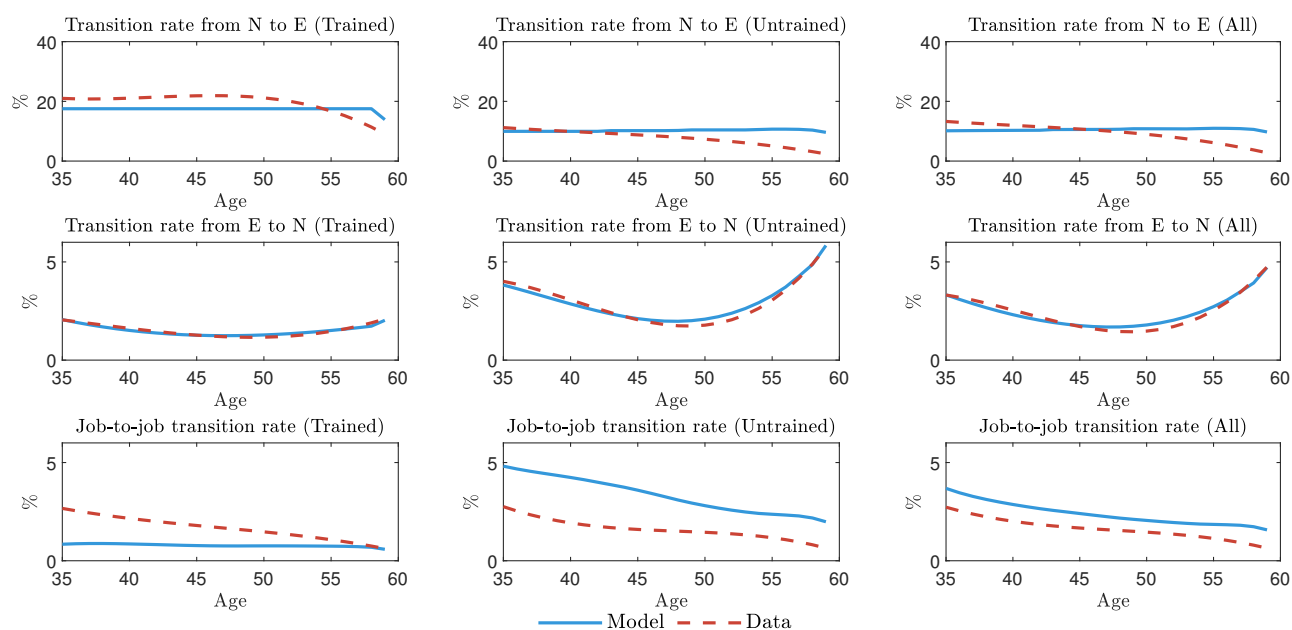 Transition rate from N to E (Trained)
40
20
0
%
35 40 45 50 55 60
Age
Transition rate from N to E (Untrained)
40
20
0
%
35 40 45 50 55 60
Age
Transition rate from N to E (All)
40
20
0
%
35 40 45 50 55 60
Age
Transition rate from E to N (Trained)
5
0
%
35 40 45 50 55 60
Age
Transition rate from E to N (Untrained)
5
0
%
35 40 45 50 55 60
Age
Transition rate from E to N (All)
5
0
%
35 40 45 50 55 60
Age
Job-to-job transition rate (Trained)
5
0
%
35 40 45 50 55 60
Age
Job-to-job transition rate (Untrained)
5
0
%
35 40 45 50 55 60
Age
Job-to-job transition rate (All)
5
0
%
35 40 45 50 55 60
Age
Model Data